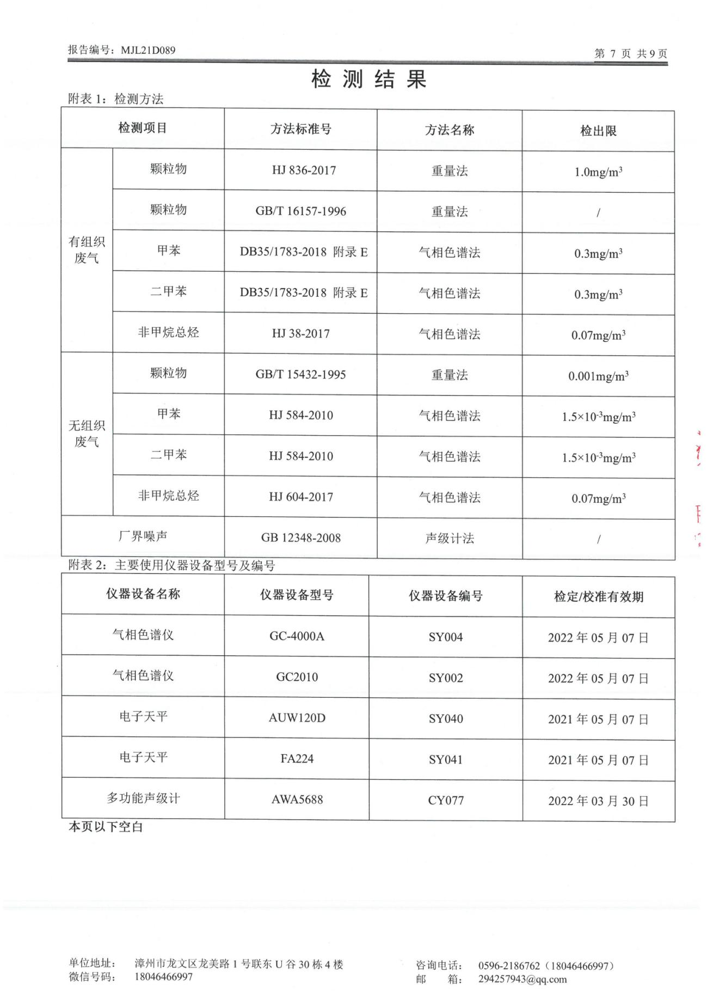 报告编号：MJL21D089
第 7 页 共9页
检测结果
附表 1：检测方法
检测项目 方法标准号 方法名称 检出限
有组织
废气
颗粒物 HJ 836-2017 重量法 1.0mg/m³
颗粒物 GB/T 16157-1996 重量法 /
甲苯 DB35/1783-2018 附录 E 气相色谱法 0.3mg/m³
二甲苯 DB35/1783-2018 附录 E 气相色谱法 0.3mg/m³
非甲烷总烃 HJ 38-2017 气相色谱法 0.07mg/m³
无组织
废气
颗粒物 GB/T 15432-1995 重量法 0.001mg/m³
甲苯 HJ 584-2010 气相色谱法 1.5×10⁻³mg/m³
二甲苯 HJ 584-2010 气相色谱法 1.5×10⁻³mg/m³
非甲烷总烃 HJ 604-2017 气相色谱法 0.07mg/m³
厂界噪声 GB 12348-2008 声级计法 /
附表 2：主要使用仪器设备型号及编号
仪器设备名称 仪器设备型号 仪器设备编号 检定/校准有效期
气相色谱仪 GC-4000A SY004 2022 年 05 月 07 日
气相色谱仪 GC2010 SY002 2022 年 05 月 07 日
电子天平 AUW120D SY040 2021 年 05 月 07 日
电子天平 FA224 SY041 2021 年 05 月 07 日
多功能声级计 AWA5688 CY077 2022 年 03 月 30 日
本页以下空白
单位地址： 漳州市龙文区龙美路 1 号联东 U 谷 30 栋 4 楼
咨询电话： 0596-2186762（18046466997）
微信号码： 18046466997
邮 箱： 294257943@qq.com